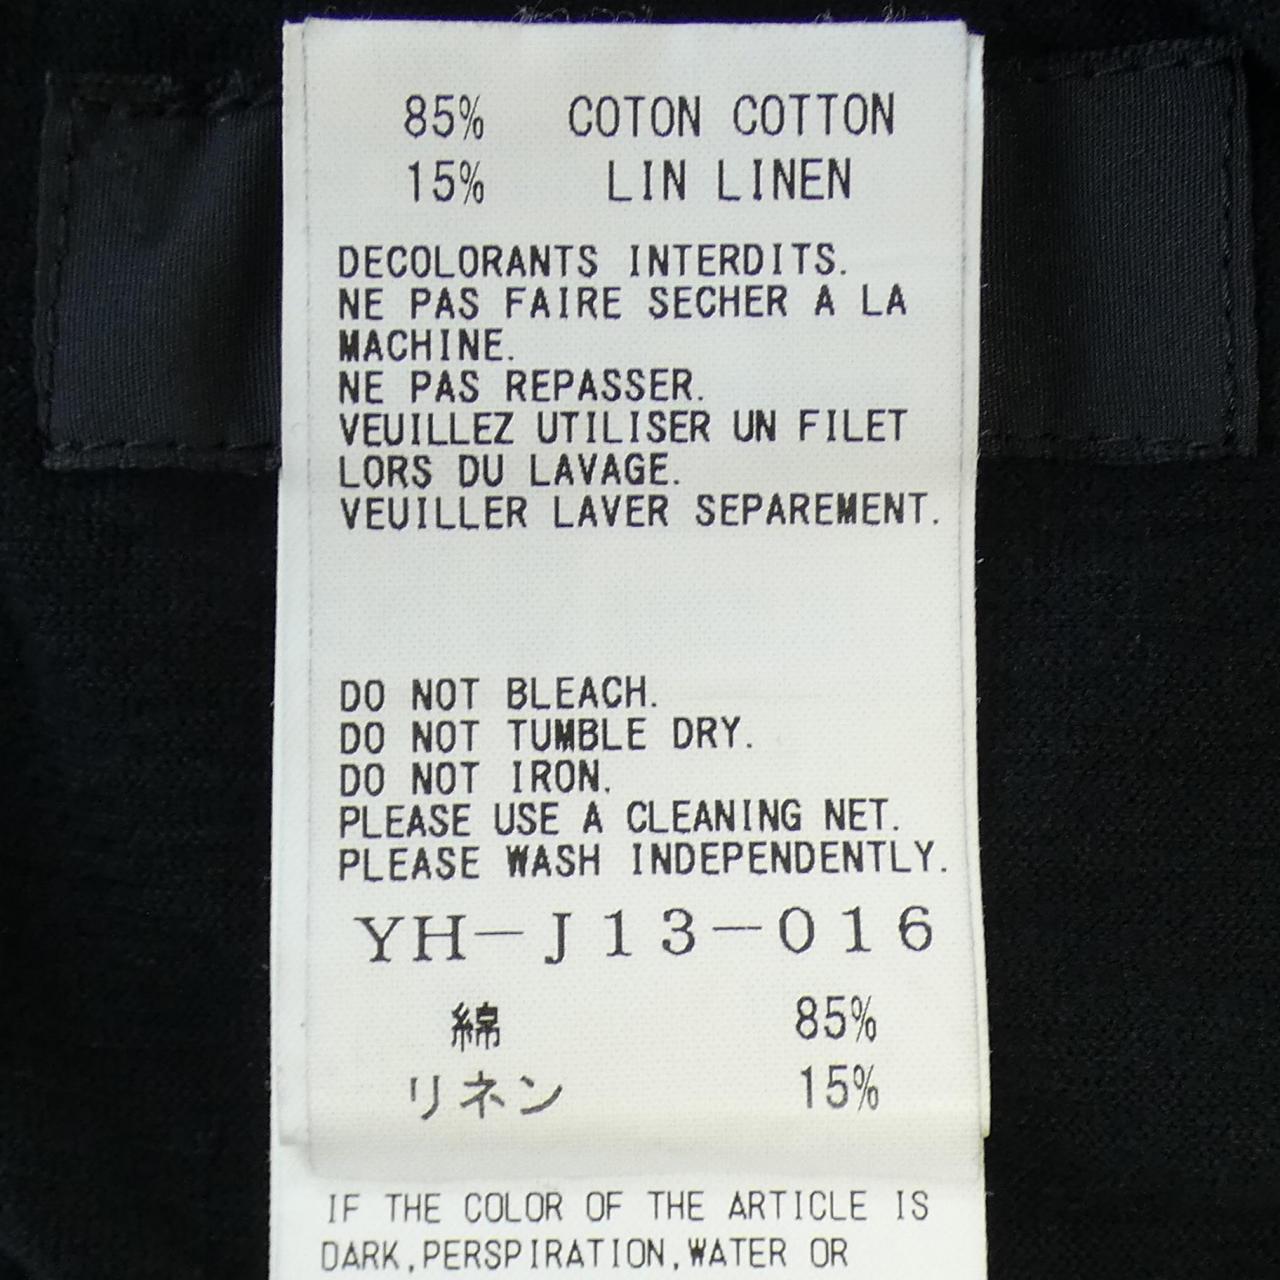 85% COTON COTTON
15% LIN LINEN
DECOLORANTS INTERDITS.
NE PAS FAIRE SECHER A LA
MACHINE.
NE PAS REPASSER.
VEUILLEZ UTILISER UN FILET
LORS DU LAVAGE.
VEUILLER LAVER SEPAREMENT.
DO NOT BLEACH.
DO NOT TUMBLE DRY.
DO NOT IRON.
PLEASE USE A CLEANING NET.
PLEASE WASH INDEPENDENTLY.
YH-J13-016
綿 85%
リネン 15%
IF THE COLOR OF THE ARTICLE IS
DARK,PERSPIRATION,WATER OR